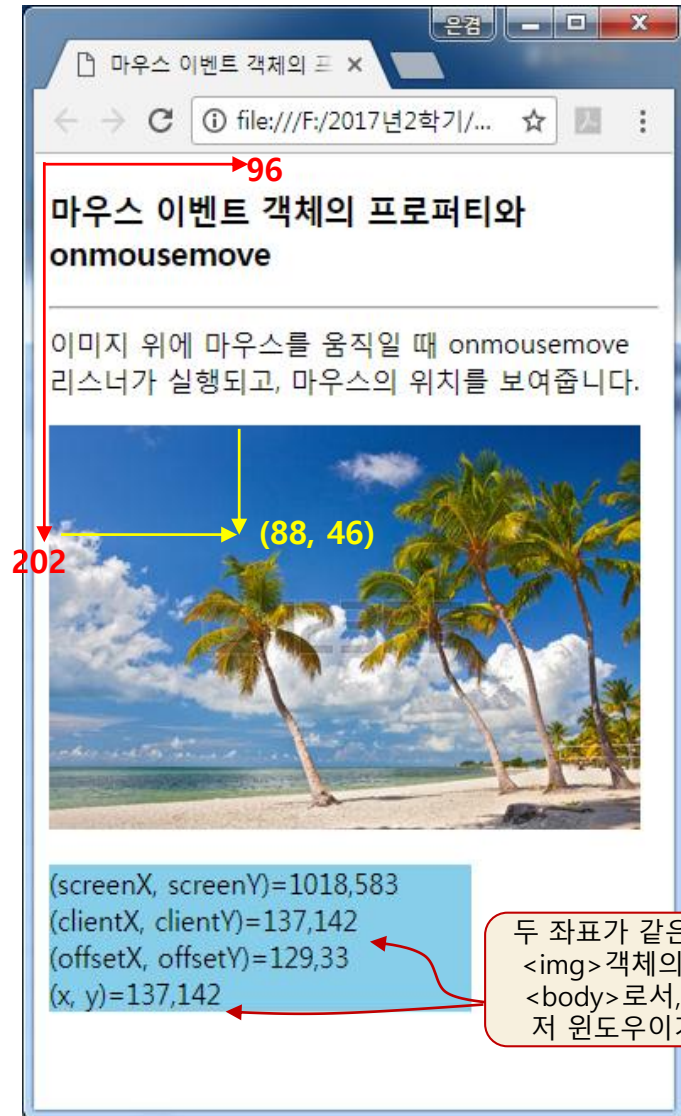 은겸
마우스 이벤트 객체의 프
file:///F:/2017년2학기/...
96
마우스 이벤트 객체의 프로퍼티와
onmousemove
이미지 위에 마우스를 움직일 때 onmousemove
리스너가 실행되고, 마우스의 위치를 보여줍니다.
(88, 46)
202
(screenX, screenY)=1018,583
(clientX, clientY)=137,142
(offsetX, offsetY)=129,33
(x, y)=137,142
두 좌표가 같은
<img>객체의
<body>로서,
저 윈도우이